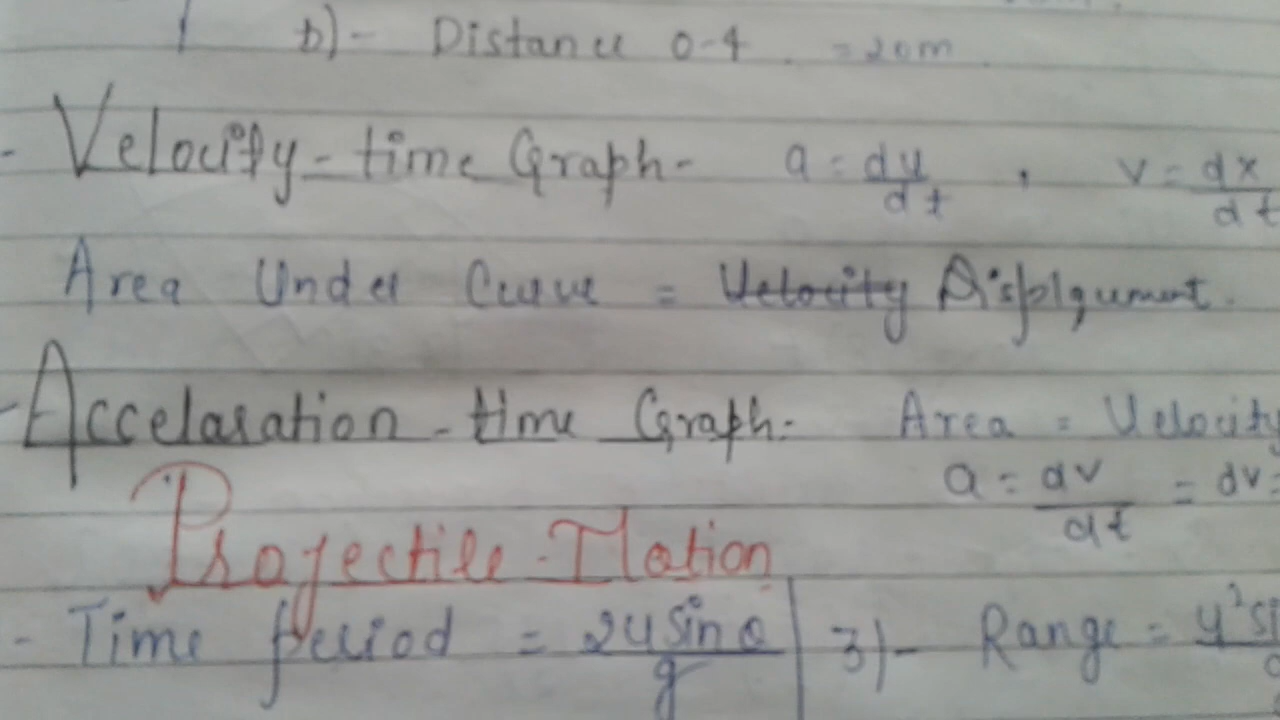 b)- Distance 0-4 = 20m
- Velocity-time Graph- a = du/dt , v = dx/dt
Area Under Curve = Velocity Displacement.
- Accelaration-time Graph- Area = Velocity
a = dv/dt = dv =
Projectile-Motion
- Time period = 2u sin θ/g 3)- Range = u²si